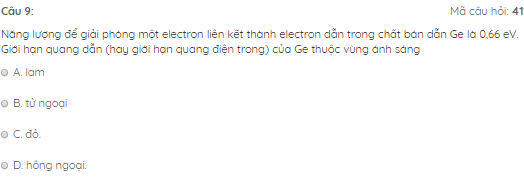 Câu 9:
Mã câu hỏi: 41
Năng lượng để giải phóng một electron liên kết thành electron dẫn trong chất bán dẫn Ge là 0,66 eV.
Giới hạn quang dẫn (hay giới hạn quang điện trong) của Ge thuộc vùng ánh sáng
A. lam
B. tử ngoại
C. đỏ.
D. hồng ngoại.